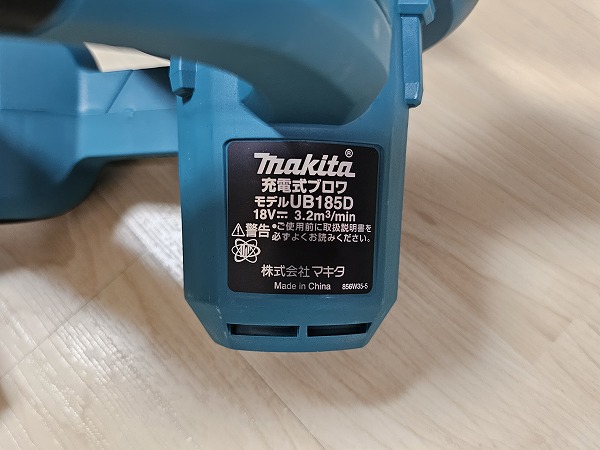 makita®
充電式ブロワ
モデルUB185D
18V⎓ 3.2m³/min
⚠警告 •ご使用前に取扱説明書を
必ずよくお読みください。
株式会社マキタ
Made in China 856W35-5